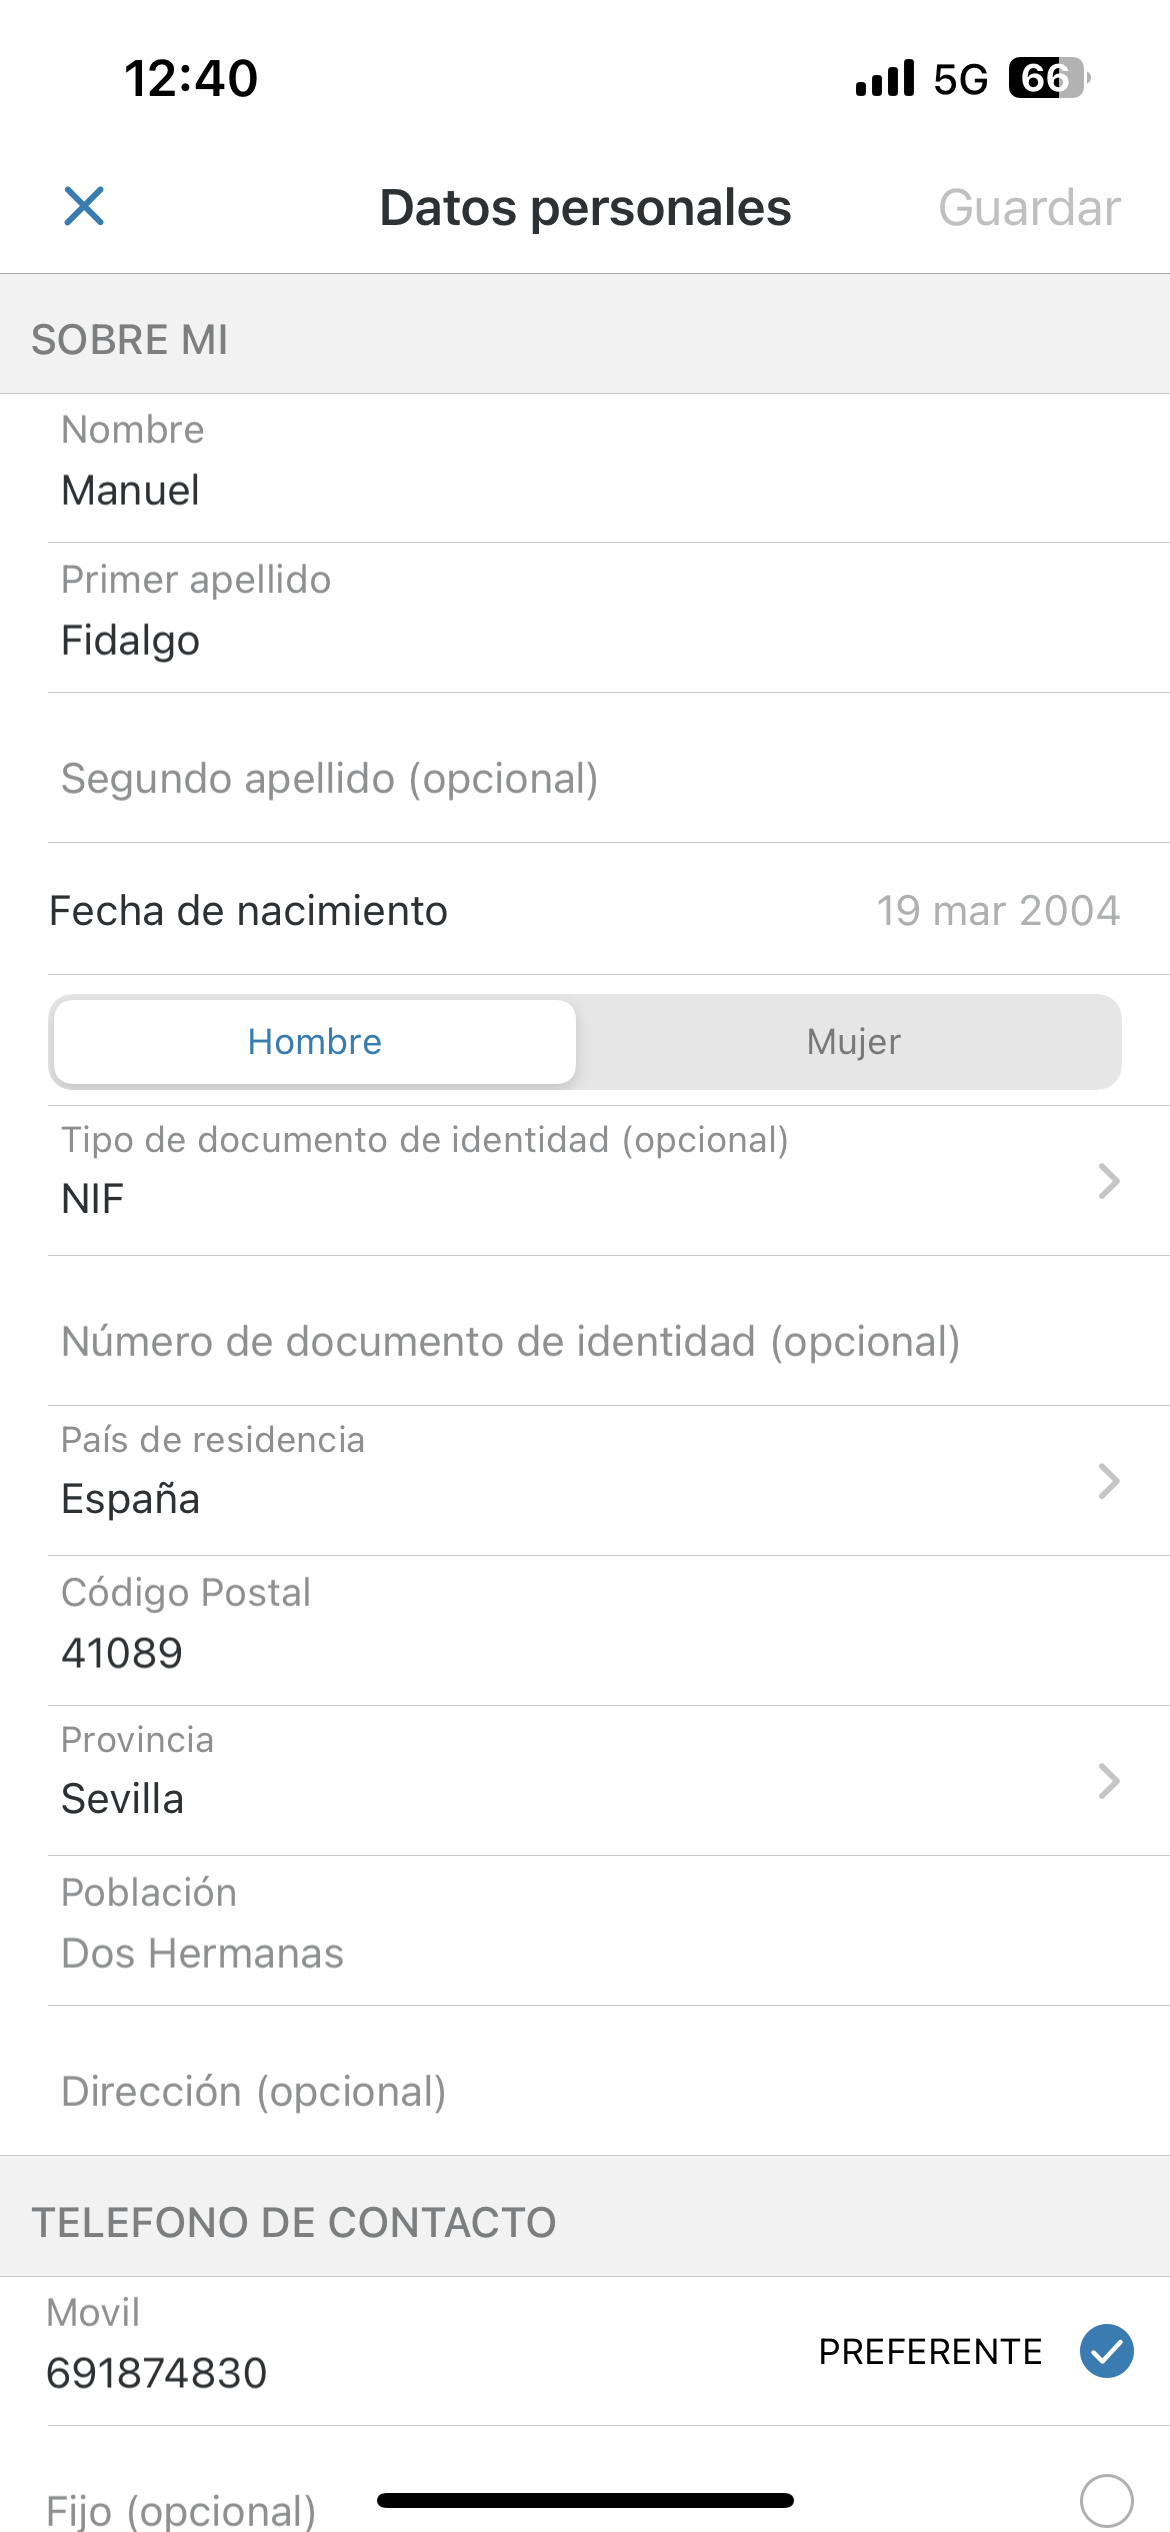 12:40 5G 66
Datos personales Guardar
SOBRE MI
Nombre
Manuel
Primer apellido
Fidalgo
Segundo apellido (opcional)
Fecha de nacimiento 19 mar 2004
Hombre Mujer
Tipo de documento de identidad (opcional)
NIF
Número de documento de identidad (opcional)
País de residencia
España
Código Postal
41089
Provincia
Sevilla
Población
Dos Hermanas
Dirección (opcional)
TELEFONO DE CONTACTO
Movil
691874830 PREFERENTE
Fijo (opcional)